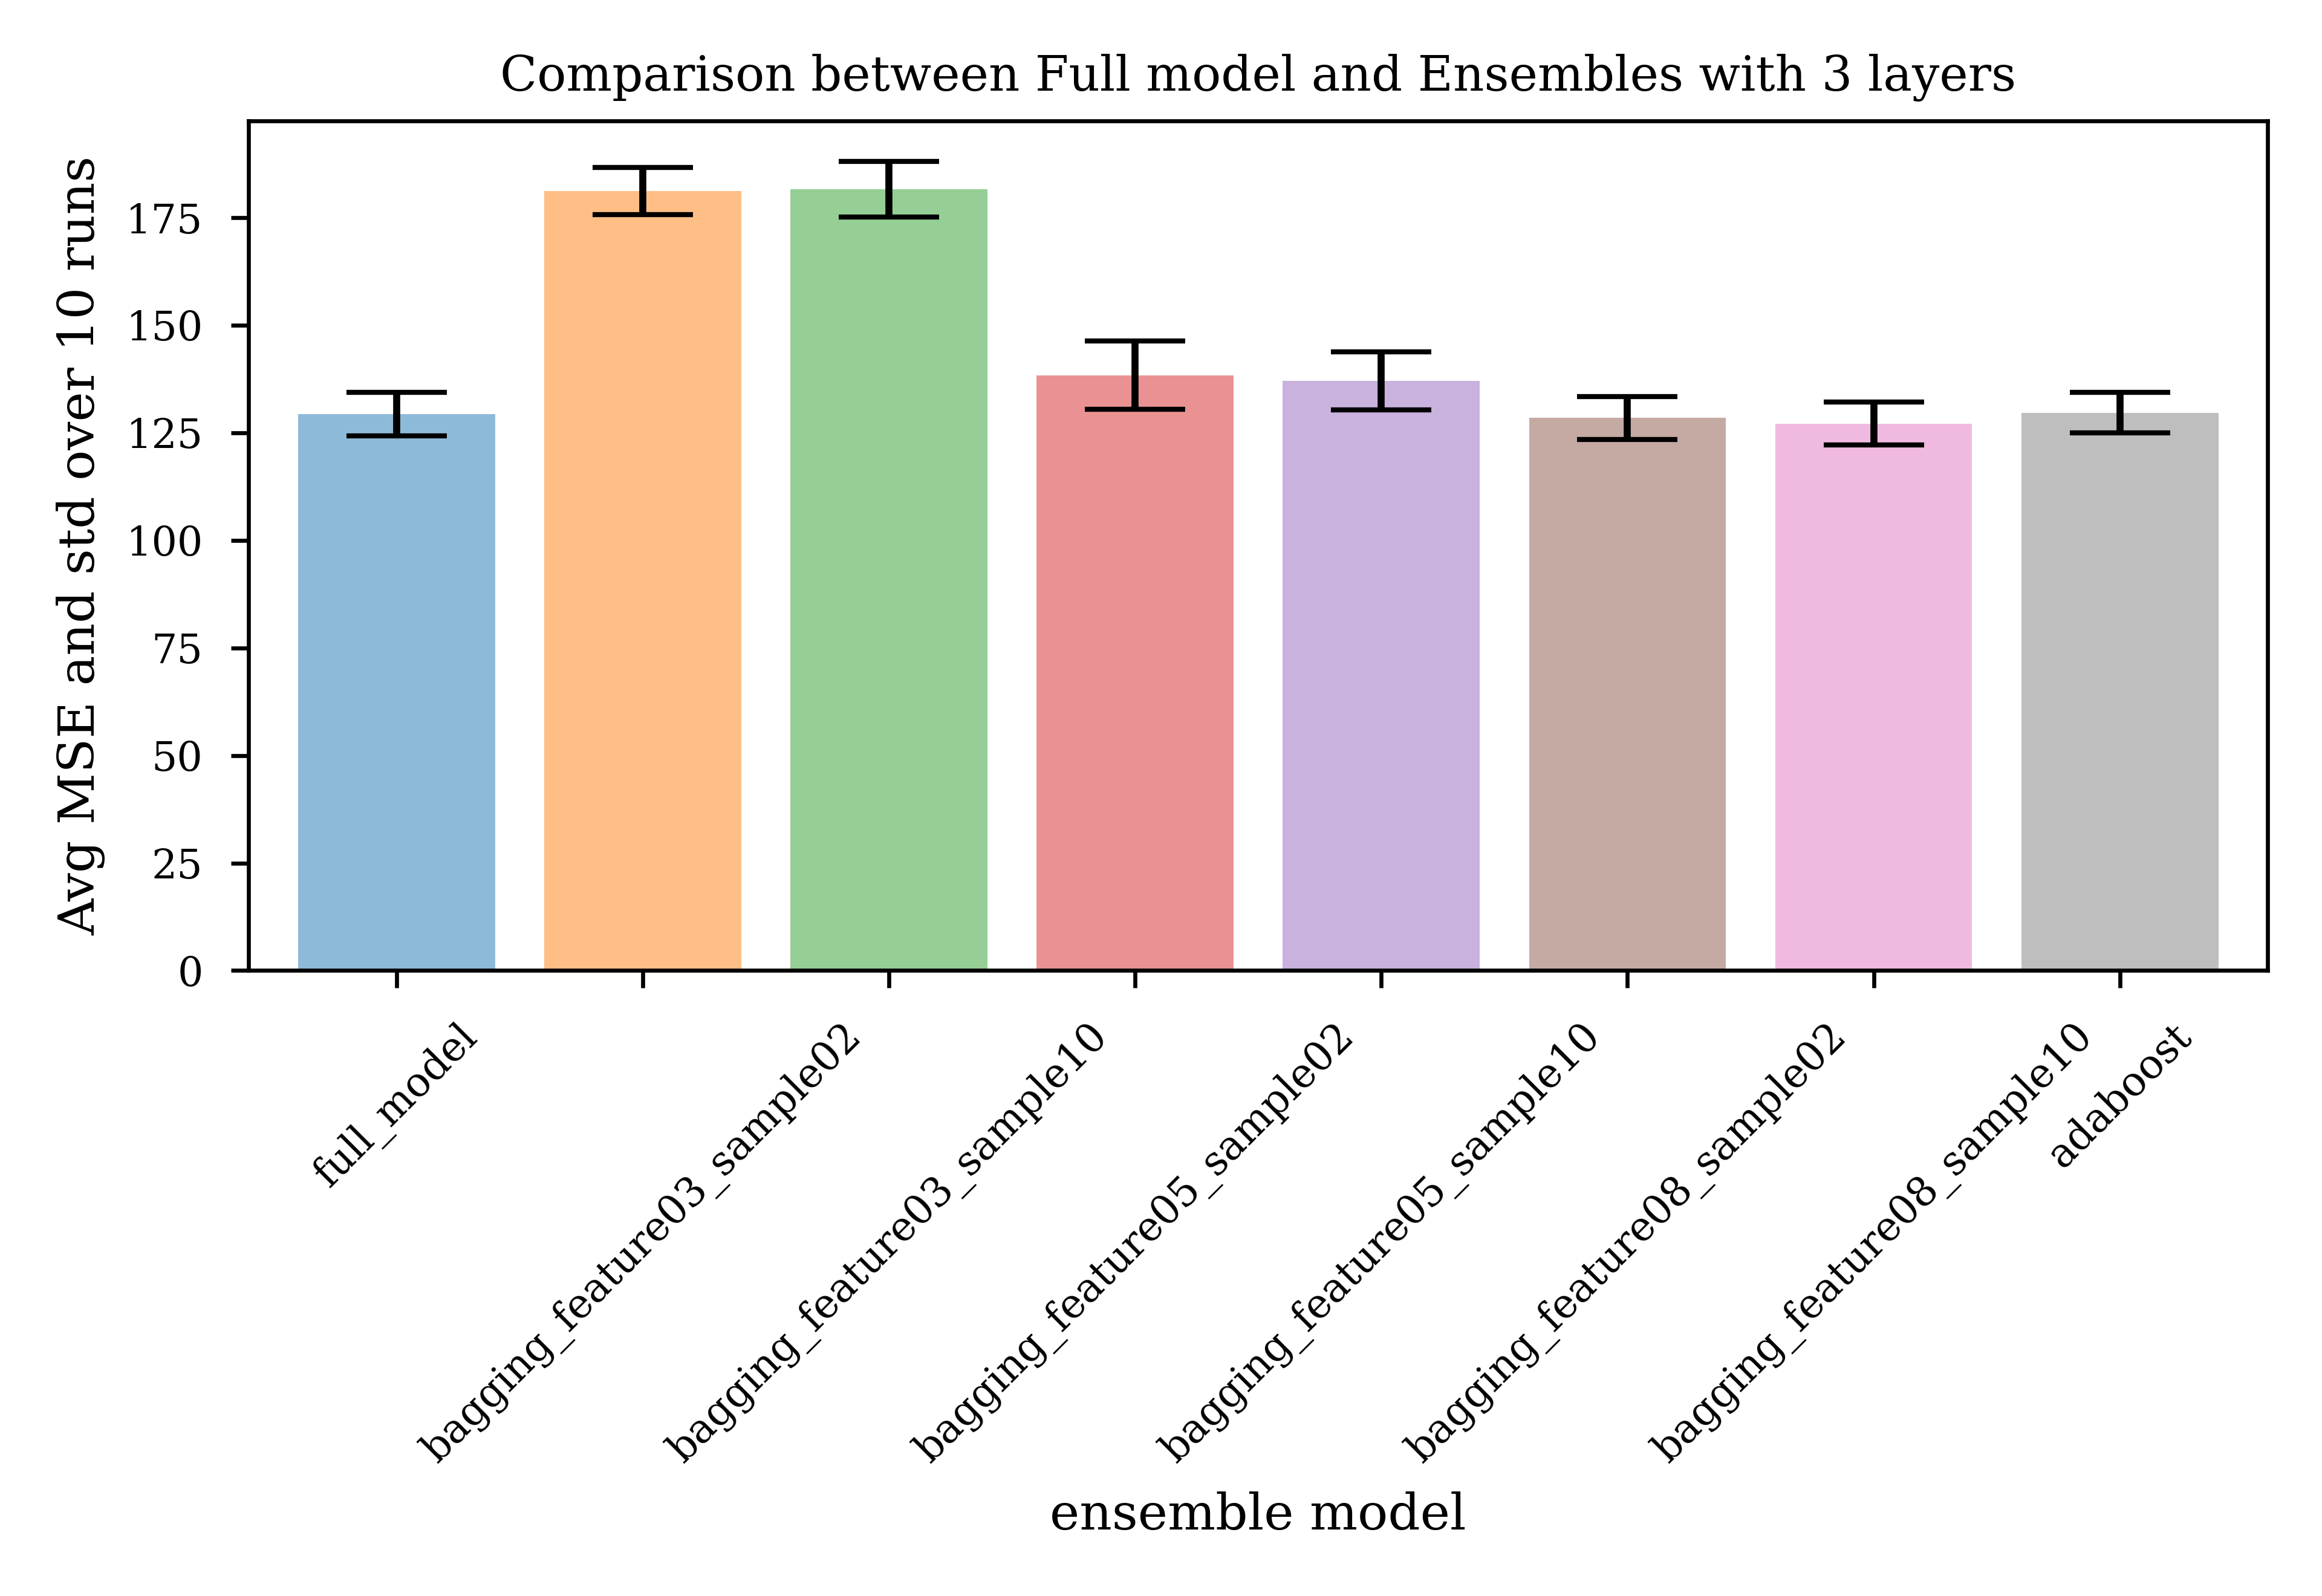 Comparison between Full model and Ensembles with 3 layers
Avg MSE and std over 10 runs
175
150
125
100
75
50
25
0
full_model
bagging_feature03_sample02
bagging_feature03_sample10
bagging_feature05_sample02
bagging_feature05_sample10
bagging_feature08_sample02
bagging_feature08_sample10
adaboost
ensemble model